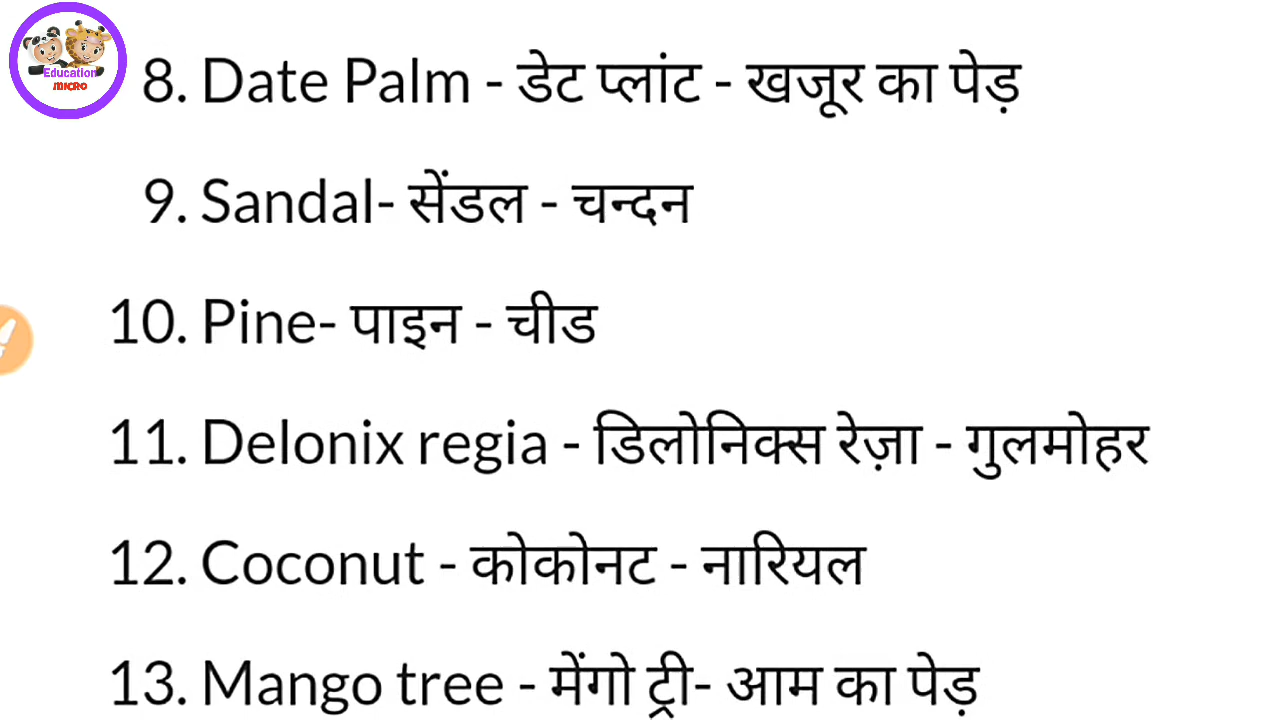 Education
MICRO
8. Date Palm - डेट प्लांट - खजूर का पेड़
9. Sandal- सेंडल - चन्दन
10. Pine- पाइन - चीड
11. Delonix regia - डिलोनिक्स रेज़ा - गुलमोहर
12. Coconut - कोकोनट - नारियल
13. Mango tree - मेंगो ट्री- आम का पेड़